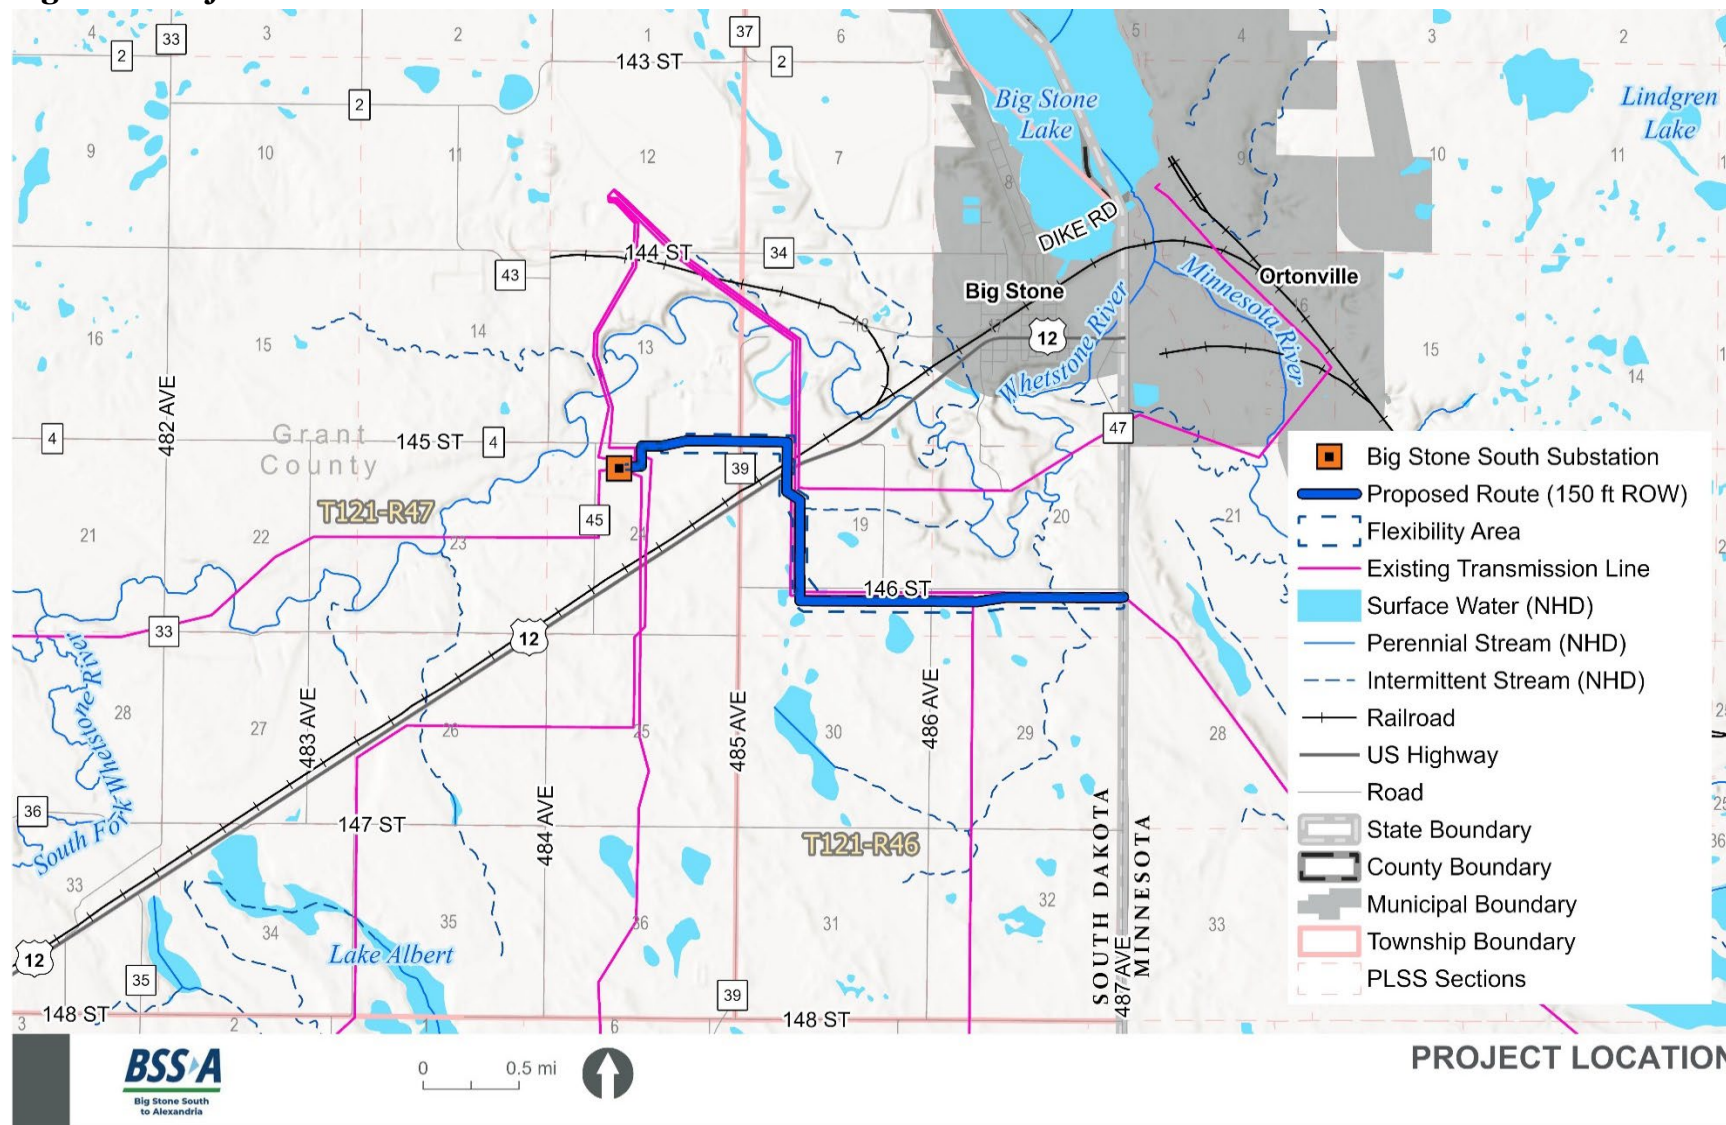 4
33
2
3
2
1
37
2
6
5
4
3
2
143 ST
2
Big Stone
Lake
Lindgren
Lake
9
10
11
12
7
8
9
10
11
DIKE RD
144 ST
34
43
Big Stone
Ortonville
Minnesota River
Whetstone River
12
16
15
14
13
18
17
16
15
14
482 AVE
4
Grant
County
145 ST
4
39
47
T121-R47
45
21
22
23
24
19
20
21
146 ST
33
12
South Fork Whetstone River
28
27
483 AVE
26
25
485 AVE
30
486 AVE
29
28
36
147 ST
484 AVE
T121-R46
SOUTH DAKOTA
MINNESOTA
487 AVE
33
34
35
36
31
32
33
12
35
Lake Albert
39
148 ST
148 ST
3
2
6
Big Stone South Substation
Proposed Route (150 ft ROW)
Flexibility Area
Existing Transmission Line
Surface Water (NHD)
Perennial Stream (NHD)
Intermittent Stream (NHD)
Railroad
US Highway
Road
State Boundary
County Boundary
Municipal Boundary
Township Boundary
PLSS Sections
BSSA
Big Stone South
to Alexandria
0 0.5 mi
PROJECT LOCATION